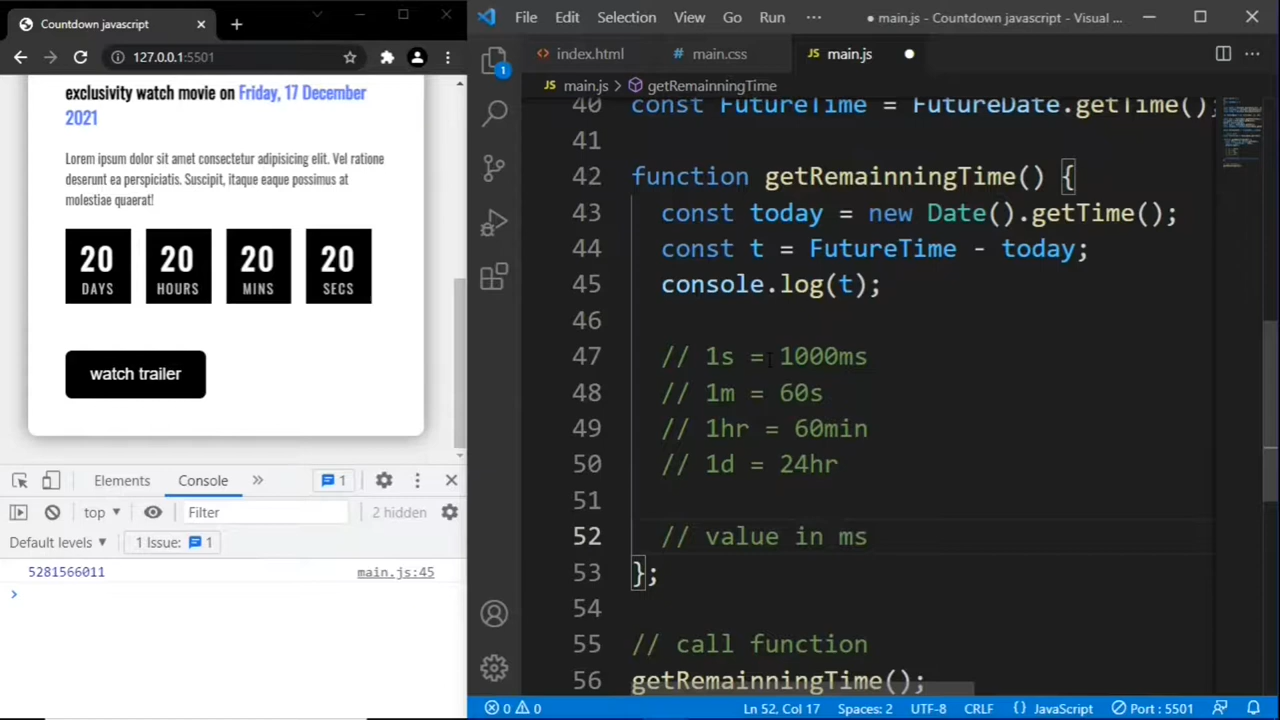 Countdown javascript
127.0.0.1:5501
exclusivity watch movie on Friday, 17 December
2021
Lorem ipsum dolor sit amet consectetur adipisicing elit. Vel ratione
deserunt ea perspiciatis. Suscipit, itaque eaque possimus at
molestiae quaerat!
20 20 20 20
DAYS HOURS MINS SECS
watch trailer
Elements Console » 1
top Filter 2 hidden
Default levels 1 Issue: 1
5281566011 main.js:45
File Edit Selection View Go Run ··· ● main.js - Countdown javascript - Visual ...
index.html main.css JS main.js
1
JS main.js > getRemainningTime
40 const FutureTime = FutureDate.getTime();
41
42 function getRemainningTime() {
43 const today = new Date().getTime();
44 const t = FutureTime - today;
45 console.log(t);
46
47 // 1s = 1000ms
48 // 1m = 60s
49 // 1hr = 60min
50 // 1d = 24hr
51
52 // value in ms
53 };
54
55 // call function
56 getRemainningTime();
0 0 Ln 52, Col 17 Spaces: 2 UTF-8 CRLF {} JavaScript Port : 5501